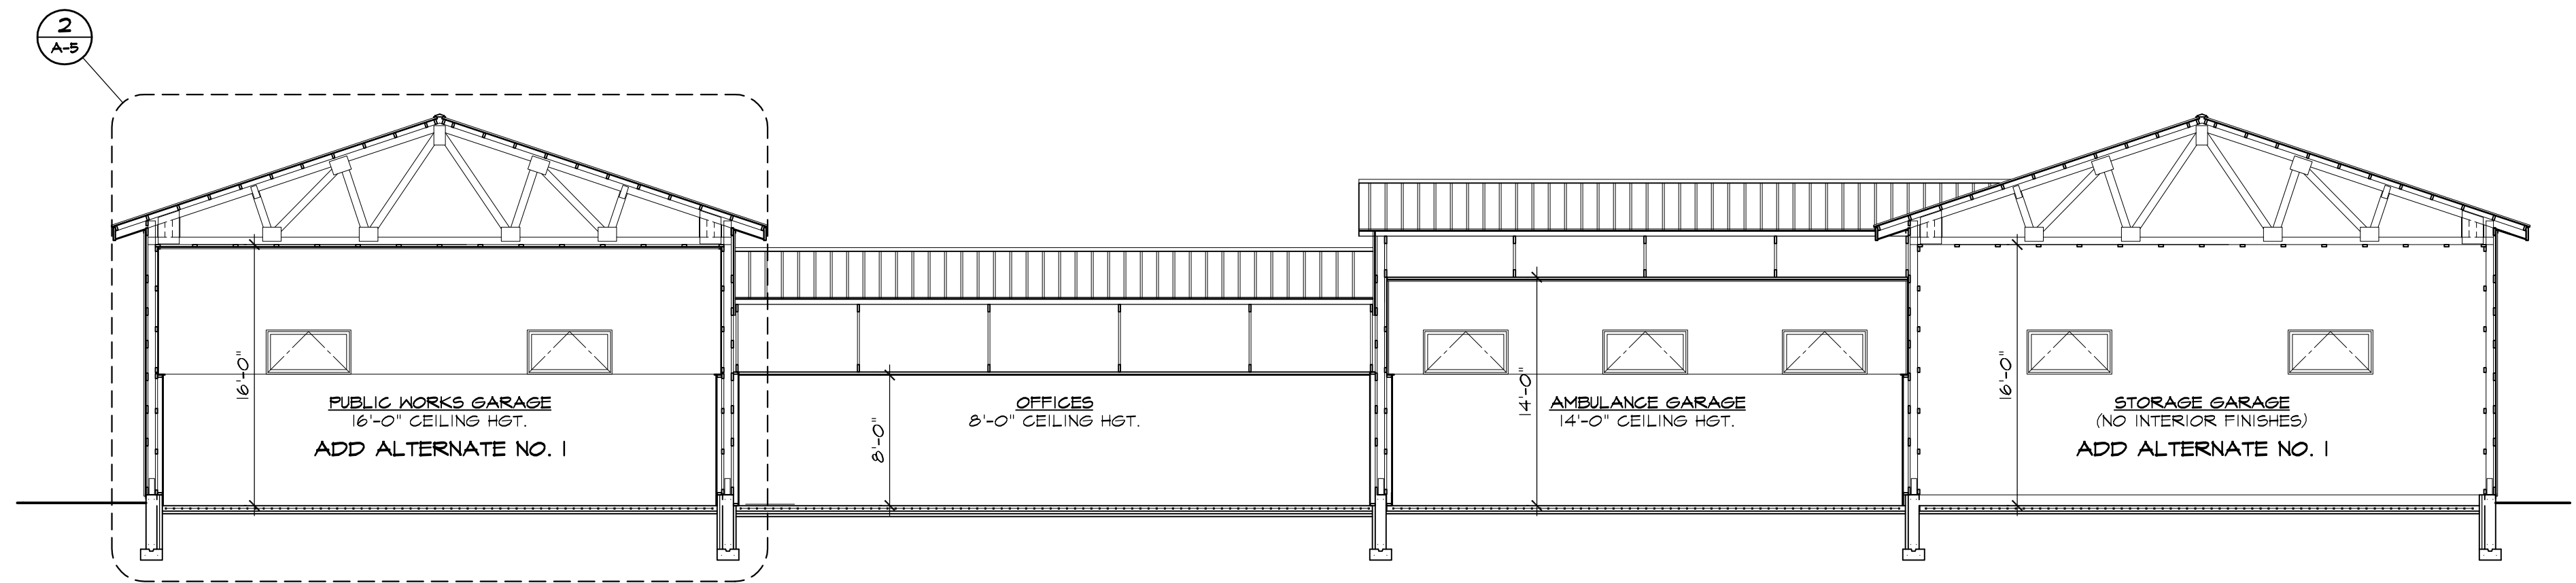 2
A-5
16'-0"
PUBLIC WORKS GARAGE
16'-0" CEILING HGT.
ADD ALTERNATE NO. 1
8'-0"
OFFICES
8'-0" CEILING HGT.
14'-0"
AMBULANCE GARAGE
14'-0" CEILING HGT.
16'-0"
STORAGE GARAGE
(NO INTERIOR FINISHES)
ADD ALTERNATE NO. 1